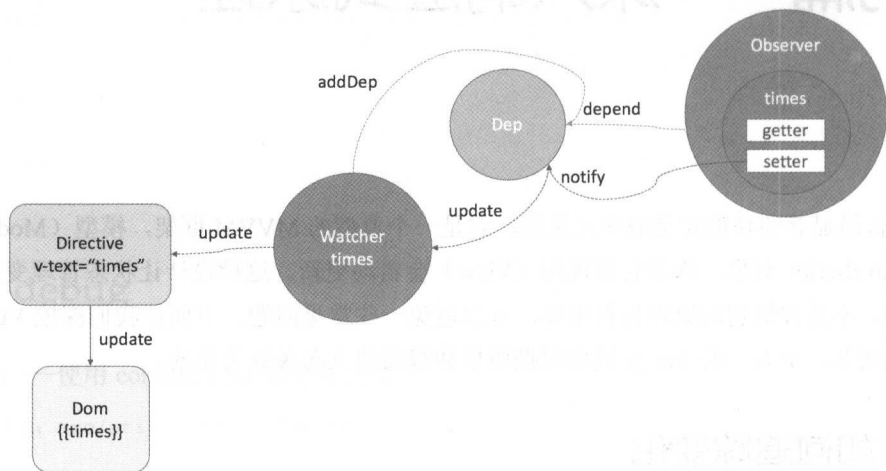 Observer
times
getter
setter
addDep
Dep
depend
notify
update
Watcher
times
update
Directive
v-text="times"
update
Dom
{{times}}